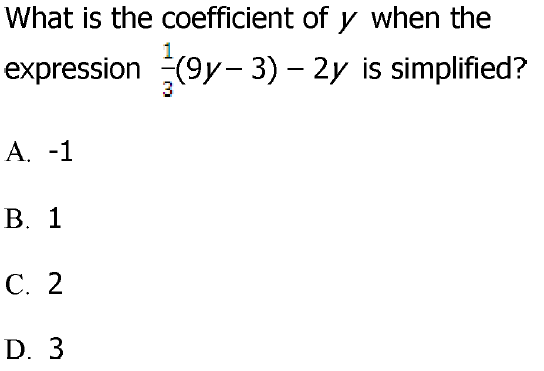 What is the coefficient of y when the
expression 1/3(9y − 3) − 2y is simplified?
A. -1
B. 1
C. 2
D. 3